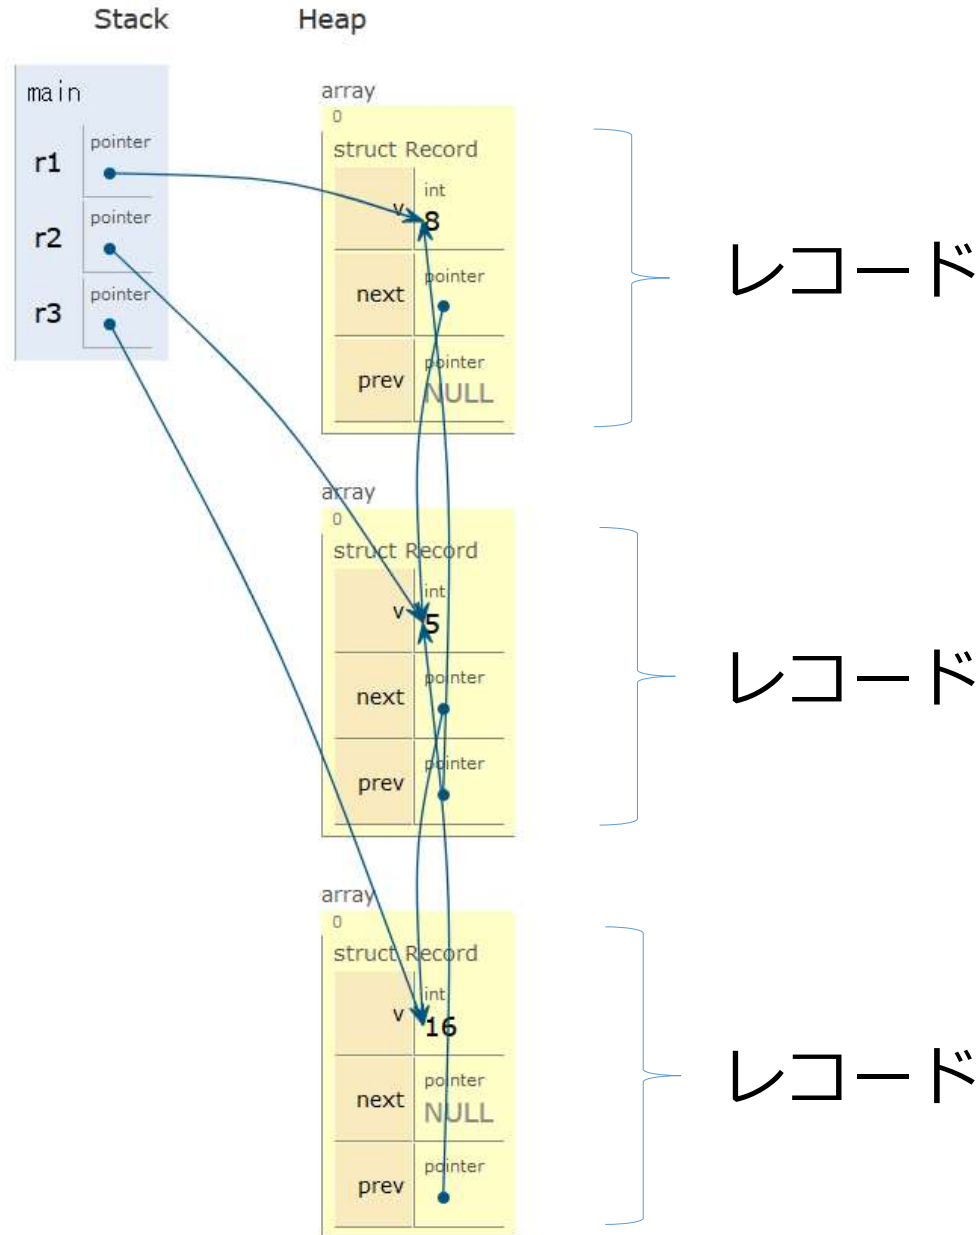 Stack Heap
main
r1 pointer
r2 pointer
r3 pointer
array
0
struct Record
v int 8
next pointer
prev pointer NULL
レコード
array
0
struct Record
v int 5
next pointer
prev pointer
レコード
array
0
struct Record
v int 16
next pointer NULL
prev pointer
レコード